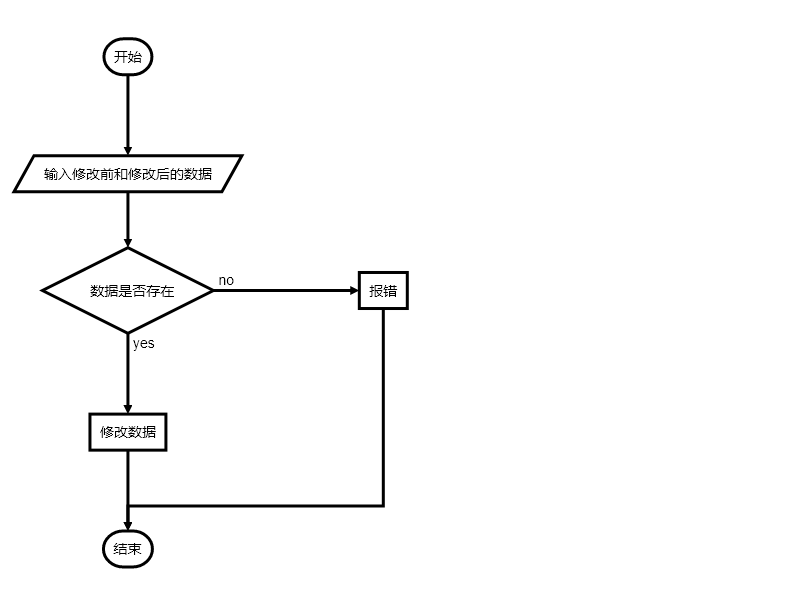 开始
输入修改前和修改后的数据
数据是否存在
no
报错
yes
修改数据
结束